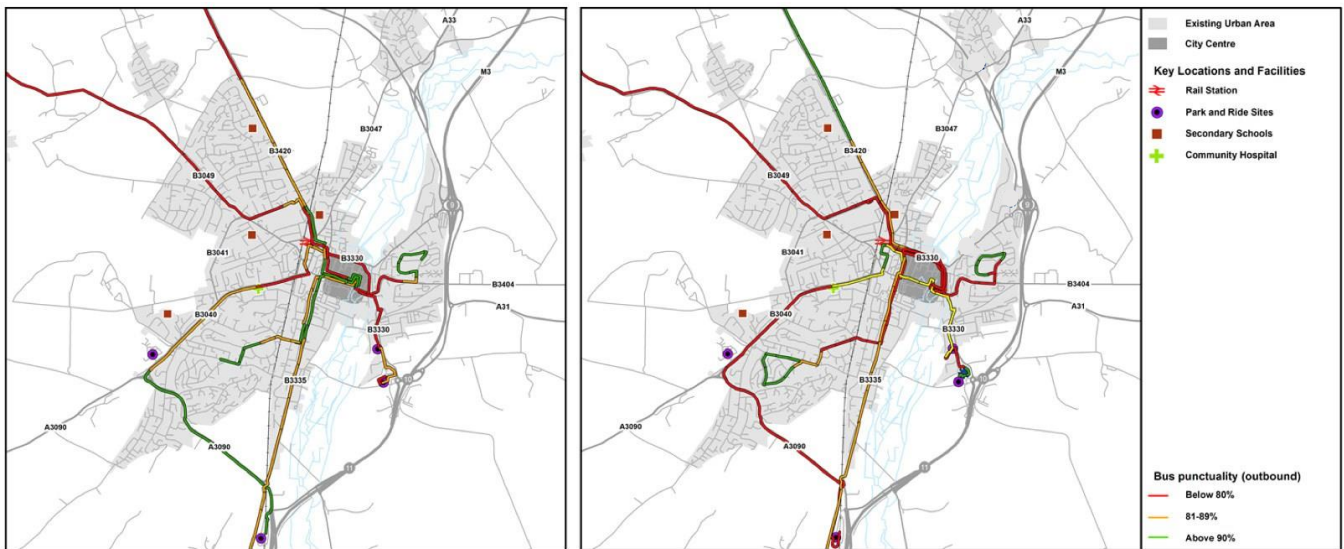 A33
M3
B3047
B3420
B3049
B3041
B3330
B3404
A31
B3040
B3330
B3335
A3090
A3090
11
A33
M3
B3047
B3420
B3049
B3041
B3330
B3404
A31
B3040
B3330
B3335
A3090
A3090
11
Existing Urban Area
City Centre
Key Locations and Facilities
Rail Station
Park and Ride Sites
Secondary Schools
Community Hospital
Bus punctuality (outbound)
Below 80%
81-89%
Above 90%